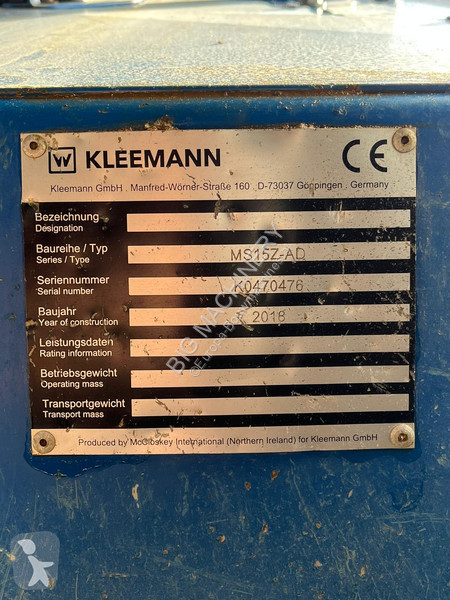 W KLEEMANN CE
Kleemann GmbH . Manfred-Wörner-Straße 160 . D-73037 Göppingen . Germany
Bezeichnung
Designation
Baureihe / Typ
Series / Type
MS15Z-AD
Seriennummer
Serial number
K0470476
Baujahr
Year of construction
2018
Leistungsdaten
Rating information
Betriebsgewicht
Operating mass
Transportgewicht
Transport mass
Produced by McCloskey International (Northern Ireland) for Kleemann GmbH
BIG MACHINERY